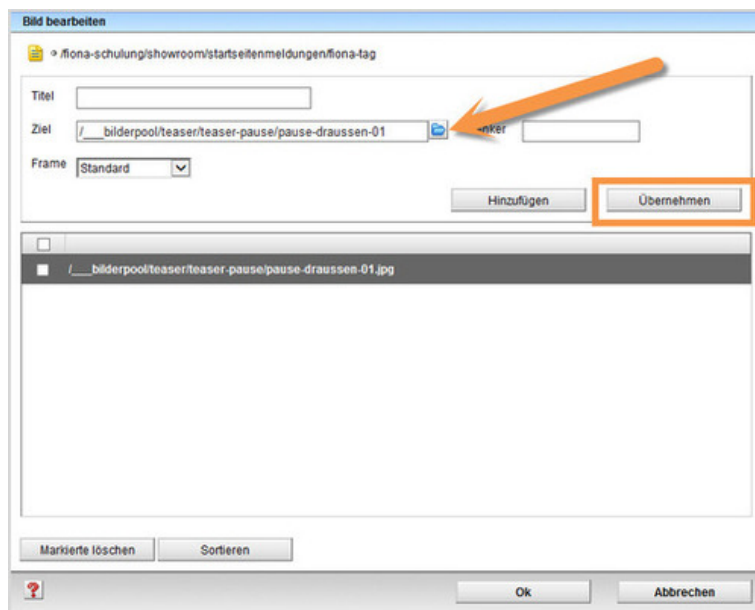 Bild bearbeiten
/fiona-schulung/showroom/startseitenmeldungen/fiona-tag
Titel
Ziel /___bilderpool/teaser/teaser-pause/pause-draussen-01 nker
Frame Standard
Hinzufügen Übernehmen
/___bilderpool/teaser/teaser-pause/pause-draussen-01.jpg
Markierte löschen Sortieren
? Ok Abbrechen